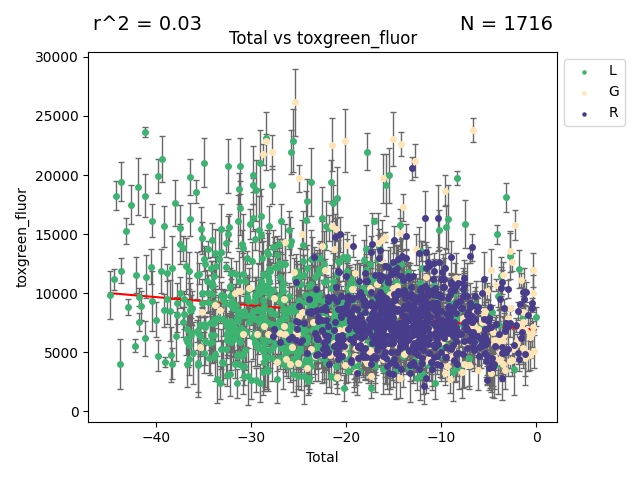 r^2 = 0.03
N = 1716
Total vs toxgreen_fluor
30000
25000
20000
15000
10000
5000
0
toxgreen_fluor
−40
−30
−20
−10
0
Total
L
G
R